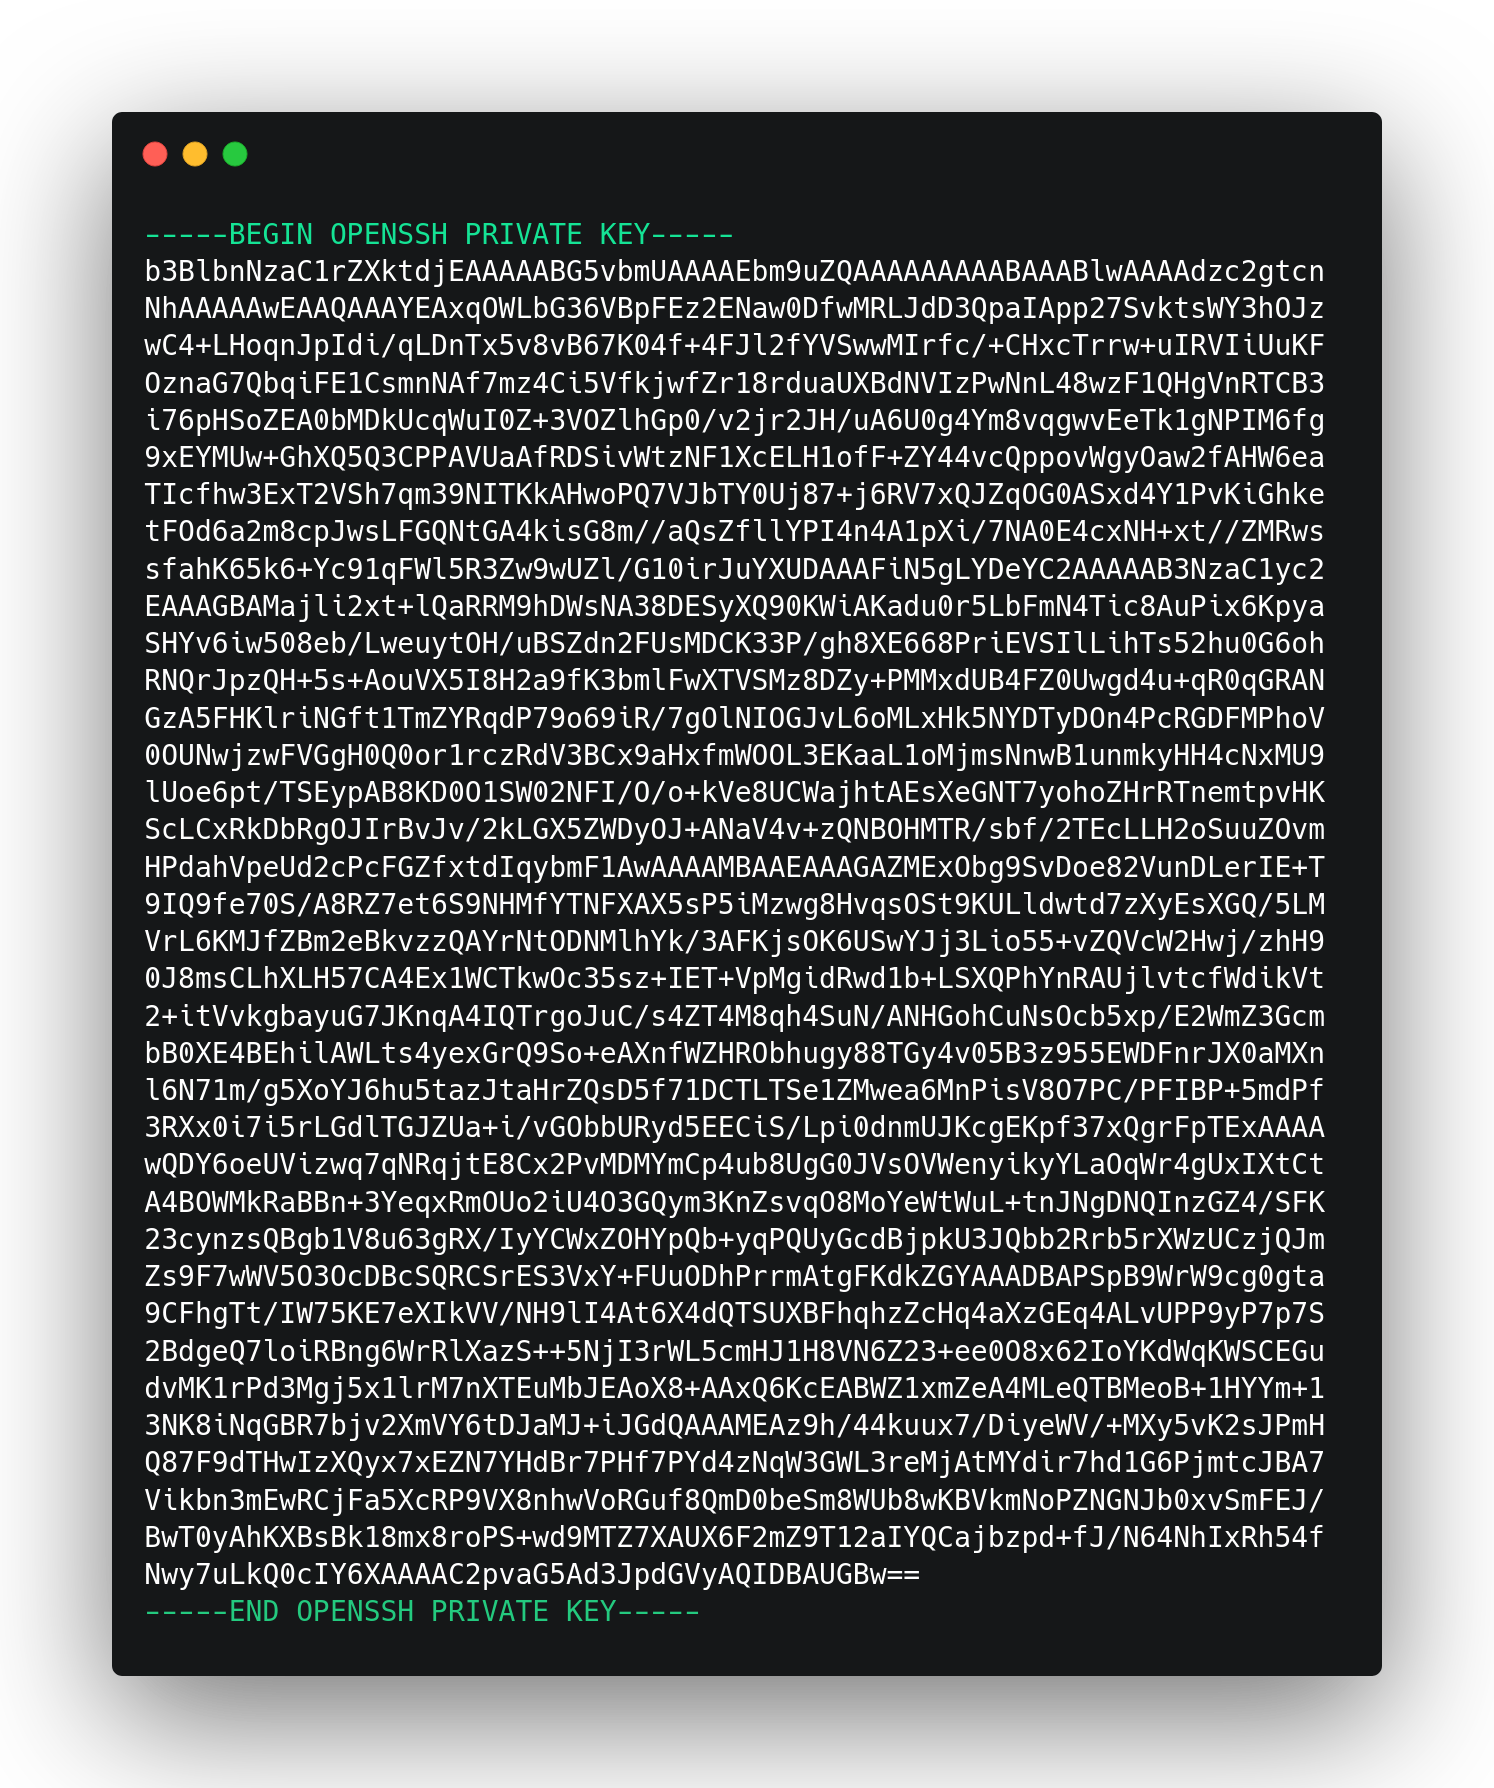 -----BEGIN OPENSSH PRIVATE KEY-----
b3BlbnNzaC1rZXktdjEAAAAABG5vbmUAAAAEbm9uZQAAAAAAAAABAAABlwAAAAdzc2gtcn
NhAAAAAwEAAQAAAYEAxqOWLbG36VBpFEz2ENaw0DfwMRLJdD3QpaIApp27SvktsWY3hOJz
wC4+LHoqnJpIdi/qLDnTx5v8vB67K04f+4FJl2fYVSwwMIrfc/+CHxcTrrw+uIRVIiUuKF
OznaG7QbqiFE1CsmnNAf7mz4Ci5VfkjwfZr18rduaUXBdNVIzPwNnL48wzF1QHgVnRTCB3
i76pHSoZEA0bMDkUcqWuI0Z+3VOZlhGp0/v2jr2JH/uA6U0g4Ym8vqgwvEeTk1gNPIM6fg
9xEYMUw+GhXQ5Q3CPPAVUaAfRDSivWtzNF1XcELH1ofF+ZY44vcQppovWgyOaw2fAHW6ea
TIcfhw3ExT2VSh7qm39NITKkAHwoPQ7VJbTY0Uj87+j6RV7xQJZqOG0ASxd4Y1PvKiGhke
tFOd6a2m8cpJwsLFGQNtGA4kisG8m//aQsZfllYPI4n4A1pXi/7NA0E4cxNH+xt//ZMRws
sfahK65k6+Yc91qFWl5R3Zw9wUZl/G10irJuYXUDAAAFiN5gLYDeYC2AAAAAB3NzaC1yc2
EAAAGBAMajli2xt+lQaRRM9hDWsNA38DESyXQ90KWiAKadu0r5LbFmN4Tic8AuPix6Kpya
SHYv6iw508eb/LweuytOH/uBSZdn2FUsMDCK33P/gh8XE668PriEVSIlLihTs52hu0G6oh
RNQrJpzQH+5s+AouVX5I8H2a9fK3bmlFwXTVSMz8DZy+PMMxdUB4FZ0Uwgd4u+qR0qGRAN
GzA5FHKlriNGft1TmZYRqdP79o69iR/7gOlNIOGJvL6oMLxHk5NYDTyDOn4PcRGDFMPhoV
0OUNwjzwFVGgH0Q0or1rczRdV3BCx9aHxfmWOOL3EKaaL1oMjmsNnwB1unmkyHH4cNxMU9
lUoe6pt/TSEypAB8KD0O1SW02NFI/O/o+kVe8UCWajhtAEsXeGNT7yohoZHrRTnemtpvHK
ScLCxRkDbRgOJIrBvJv/2kLGX5ZWDyOJ+ANaV4v+zQNBOHMTR/sbf/2TEcLLH2oSuuZOvm
HPdahVpeUd2cPcFGZfxtdIqybmF1AwAAAAMBAAEAAAGAZMExObg9SvDoe82VunDLerIE+T
9IQ9fe70S/A8RZ7et6S9NHMfYTNFXAX5sP5iMzwg8HvqsOSt9KULldwtd7zXyEsXGQ/5LM
VrL6KMJfZBm2eBkvzzQAYrNtODNMlhYk/3AFKjsOK6USwYJj3Lio55+vZQVcW2Hwj/zhH9
0J8msCLhXLH57CA4Ex1WCTkwOc35sz+IET+VpMgidRwd1b+LSXQPhYnRAUjlvtcfWdikVt
2+itVvkgbayuG7JKnqA4IQTrgoJuC/s4ZT4M8qh4SuN/ANHGohCuNsOcb5xp/E2WmZ3Gcm
bB0XE4BEhilAWLts4yexGrQ9So+eAXnfWZHRObhugy88TGy4v05B3z955EWDFnrJX0aMXn
l6N71m/g5XoYJ6hu5tazJtaHrZQsD5f71DCTLTSe1ZMwea6MnPisV8O7PC/PFIBP+5mdPf
3RXx0i7i5rLGdlTGJZUa+i/vGObbURyd5EECiS/Lpi0dnmUJKcgEKpf37xQgrFpTExAAAA
wQDY6oeUVizwq7qNRqjtE8Cx2PvMDMYmCp4ub8UgG0JVsOVWenyikyYLaOqWr4gUxIXtCt
A4BOWMkRaBBn+3YeqxRmOUo2iU4O3GQym3KnZsvqO8MoYeWtWuL+tnJNgDNQInzGZ4/SFK
23cynzsQBgb1V8u63gRX/IyYCWxZOHYpQb+yqPQUyGcdBjpkU3JQbb2Rrb5rXWzUCzjQJm
Zs9F7wWV5O3OcDBcSQRCSrES3VxY+FUuODhPrrmAtgFKdkZGYAAADBAPSpB9WrW9cg0gta
9CFhgTt/IW75KE7eXIkVV/NH9lI4At6X4dQTSUXBFhqhzZcHq4aXzGEq4ALvUPP9yP7p7S
2BdgeQ7loiRBng6WrRlXazS++5NjI3rWL5cmHJ1H8VN6Z23+ee0O8x62IoYKdWqKWSCEGu
dvMK1rPd3Mgj5x1lrM7nXTEuMbJEAoX8+AAxQ6KcEABWZ1xmZeA4MLeQTBMeoB+1HYYm+1
3NK8iNqGBR7bjv2XmVY6tDJaMJ+iJGdQAAAMEAz9h/44kuux7/DiyeWV/+MXy5vK2sJPmH
Q87F9dTHwIzXQyx7xEZN7YHdBr7PHf7PYd4zNqW3GWL3reMjAtMYdir7hd1G6PjmtcJBA7
Vikbn3mEwRCjFa5XcRP9VX8nhwVoRGuf8QmD0beSm8WUb8wKBVkmNoPZNGNJb0xvSmFEJ/
BwT0yAhKXBsBk18mx8roPS+wd9MTZ7XAUX6F2mZ9T12aIYQCajbzpd+fJ/N64NhIxRh54f
Nwy7uLkQ0cIY6XAAAAC2pvaG5Ad3JpdGVyAQIDBAUGBw==
-----END OPENSSH PRIVATE KEY-----